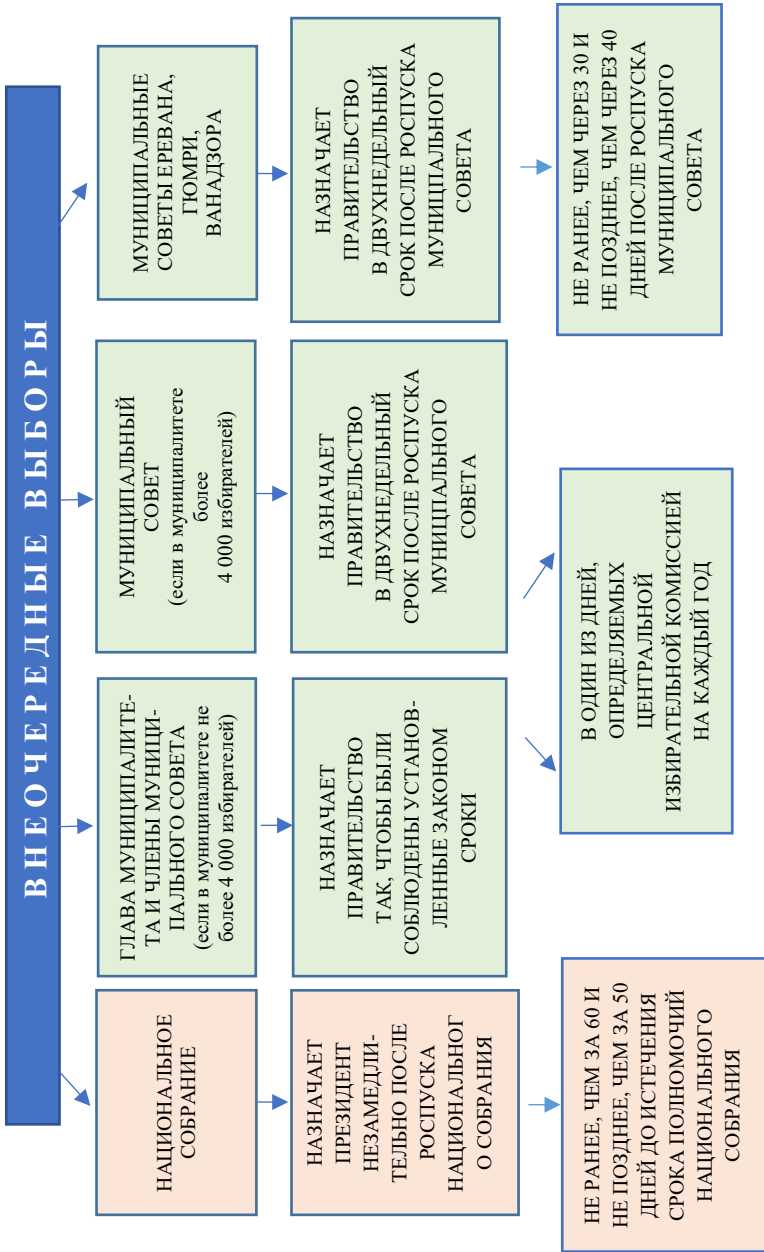 ВНЕОЧЕРЕДНЫЕ ВЫБОРЫ
НАЦИОНАЛЬНОЕ
СОБРАНИЕ
НАЗНАЧАЕТ
ПРЕЗИДЕНТ
НЕЗАМЕДЛИ-
ТЕЛЬНО ПОСЛЕ
РОСПУСКА
НАЦИОНАЛЬНОГ
О СОБРАНИЯ
НЕ РАНЕЕ, ЧЕМ ЗА 60 И
НЕ ПОЗДНЕЕ, ЧЕМ ЗА 50
ДНЕЙ ДО ИСТЕЧЕНИЯ
СРОКА ПОЛНОМОЧИЙ
НАЦИОНАЛЬНОГО
СОБРАНИЯ
ГЛАВА МУНИЦИПАЛИТЕ-
ТА И ЧЛЕНЫ МУНИЦИ-
ПАЛЬНОГО СОВЕТА
(если в муниципалитете не
более 4 000 избирателей)
НАЗНАЧАЕТ
ПРАВИТЕЛЬСТВО
ТАК, ЧТОБЫ БЫЛИ
СОБЛЮДЕНЫ УСТАНОВ-
ЛЕННЫЕ ЗАКОНОМ
СРОКИ
МУНИЦИПАЛЬНЫЙ
СОВЕТ
(если в муниципалитете
более
4 000 избирателей)
НАЗНАЧАЕТ
ПРАВИТЕЛЬСТВО
В ДВУХНЕДЕЛЬНЫЙ
СРОК ПОСЛЕ РОСПУСКА
МУНИЦПАЛЬНОГО
СОВЕТА
В ОДИН ИЗ ДНЕЙ,
ОПРЕДЕЛЯЕМЫХ
ЦЕНТРАЛЬНОЙ
ИЗБИРАТЕЛЬНОЙ КОМИССИЕЙ
НА КАЖДЫЙ ГОД
МУНИЦИПАЛЬНЫЕ
СОВЕТЫ ЕРЕВАНА,
ГЮМРИ,
ВАНАДЗОРА
НАЗНАЧАЕТ
ПРАВИТЕЛЬСТВО
В ДВУХНЕДЕЛЬНЫЙ
СРОК ПОСЛЕ РОСПУСКА
МУНИЦПАЛЬНОГО
СОВЕТА
НЕ РАНЕЕ, ЧЕМ ЧЕРЕЗ 30 И
НЕ ПОЗДНЕЕ, ЧЕМ ЧЕРЕЗ 40
ДНЕЙ ПОСЛЕ РОСПУСКА
МУНИЦИПАЛЬНОГО
СОВЕТА